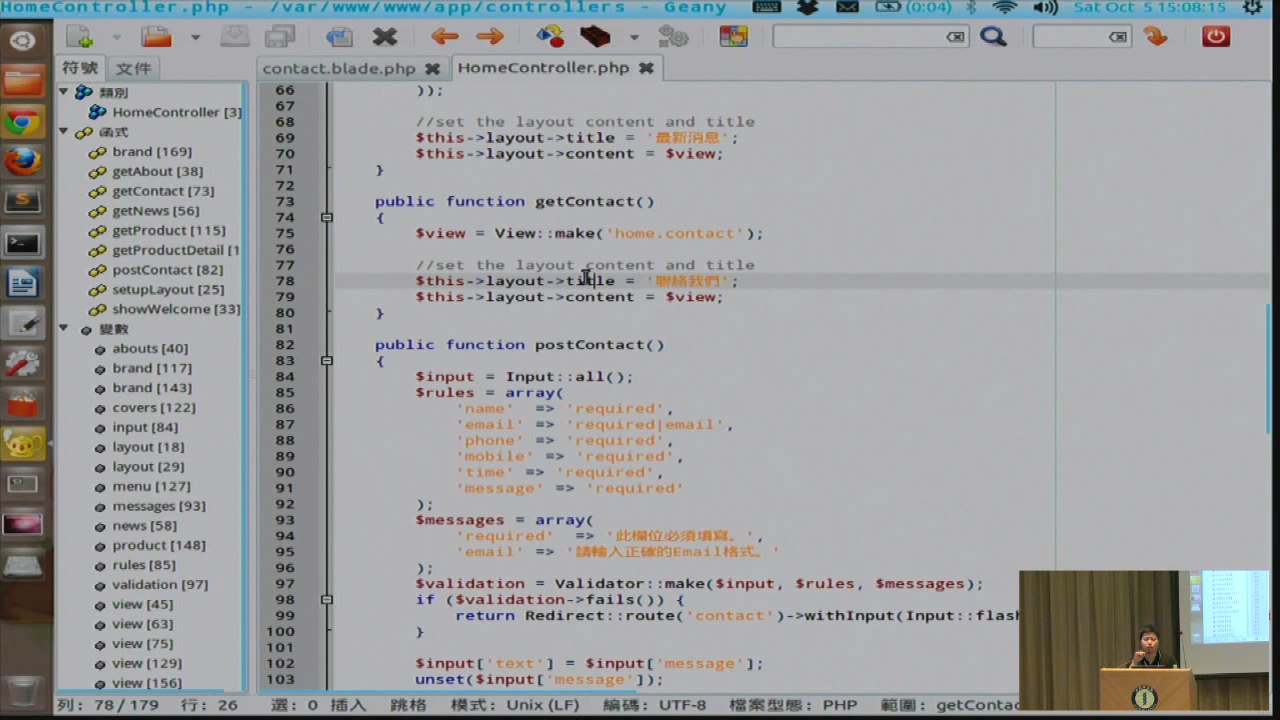 HomeController.php - /var/www/www/app/controllers - Geany
(0:04)
Sat Oct 5 15:08:15
符號
文件
contact.blade.php
HomeController.php
類別
HomeController [3]
函式
brand [169]
getAbout [38]
getContact [73]
getNews [56]
getProduct [115]
getProductDetail [1
postContact [82]
setupLayout [25]
showWelcome [33]
變數
abouts [40]
brand [117]
brand [143]
covers [122]
input [84]
layout [18]
layout [29]
menu [127]
messages [93]
news [58]
product [148]
rules [85]
validation [97]
view [45]
view [63]
view [75]
view [129]
view [156]
66 ));
67
68 //set the layout content and title
69 $this->layout->title = '最新消息';
70 $this->layout->content = $view;
71 }
72
73 public function getContact()
74 {
75 $view = View::make('home.contact');
76
77 //set the layout content and title
78 $this->layout->title = '聯絡我們';
79 $this->layout->content = $view;
80 }
81
82 public function postContact()
83 {
84 $input = Input::all();
85 $rules = array(
86 'name' => 'required',
87 'email' => 'required|email',
88 'phone' => 'required',
89 'mobile' => 'required',
90 'time' => 'required',
91 'message' => 'required'
92 );
93 $messages = array(
94 'required' => '此欄位必須填寫。',
95 'email' => '請輸入正確的Email格式。'
96 );
97 $validation = Validator::make($input, $rules, $messages);
98 if ($validation->fails()) {
99 return Redirect::route('contact')->withInput(Input::flash
100 }
101
102 $input['text'] = $input['message'];
103 unset($input['message']);
列: 78 / 179 行: 26 選: 0 插入 跳格 模式: Unix (LF) 編碼: UTF-8 檔案型態: PHP 範圍: getContac